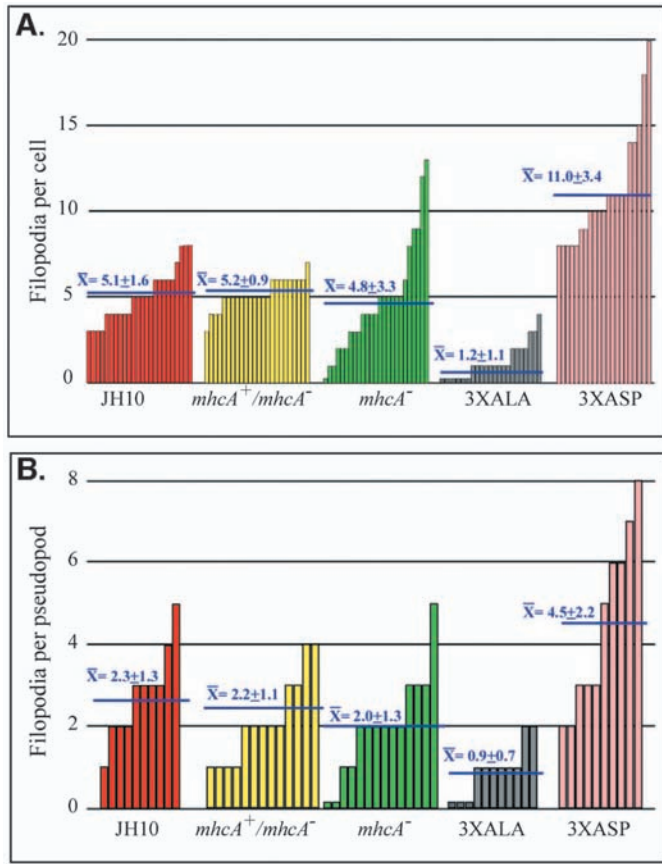 A.
20
15
10
5
0
Filopodia per cell
X̄= 5.1±1.6
X̄= 5.2±0.9
X̄= 4.8±3.3
X̄= 1.2±1.1
X̄= 11.0±3.4
JH10 mhcA⁺/mhcA⁻ mhcA⁻ 3XALA 3XASP
B.
8
6
4
2
0
Filopodia per pseudopod
X̄= 2.3±1.3
X̄= 2.2±1.1
X̄= 2.0±1.3
X̄= 0.9±0.7
X̄= 4.5±2.2
JH10 mhcA⁺/mhcA⁻ mhcA⁻ 3XALA 3XASP